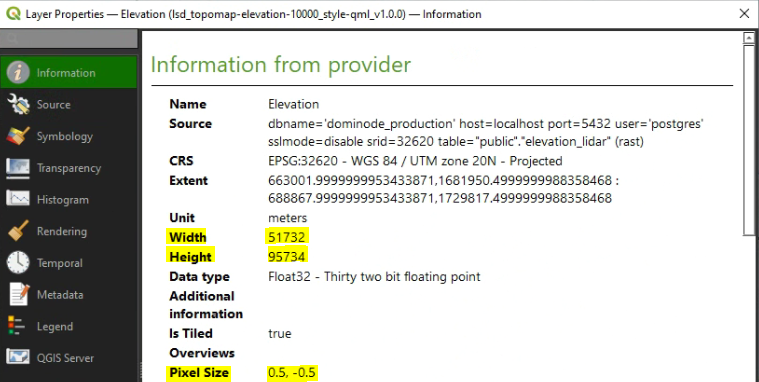 Layer Properties — Elevation (lsd_topomap-elevation-10000_style-qml_v1.0.0) — Information
Information
Source
Symbology
Transparency
Histogram
Rendering
Temporal
Metadata
Legend
QGIS Server
Information from provider
Name Elevation
Source dbname='dominode_production' host=localhost port=5432 user='postgres'
sslmode=disable srid=32620 table="public"."elevation_lidar" (rast)
CRS EPSG:32620 - WGS 84 / UTM zone 20N - Projected
Extent 663001.9999999953433871,1681950.4999999988358468 :
688867.9999999953433871,1729817.4999999988358468
Unit meters
Width 51732
Height 95734
Data type Float32 - Thirty two bit floating point
Additional
information
Is Tiled true
Overviews
Pixel Size 0.5, -0.5